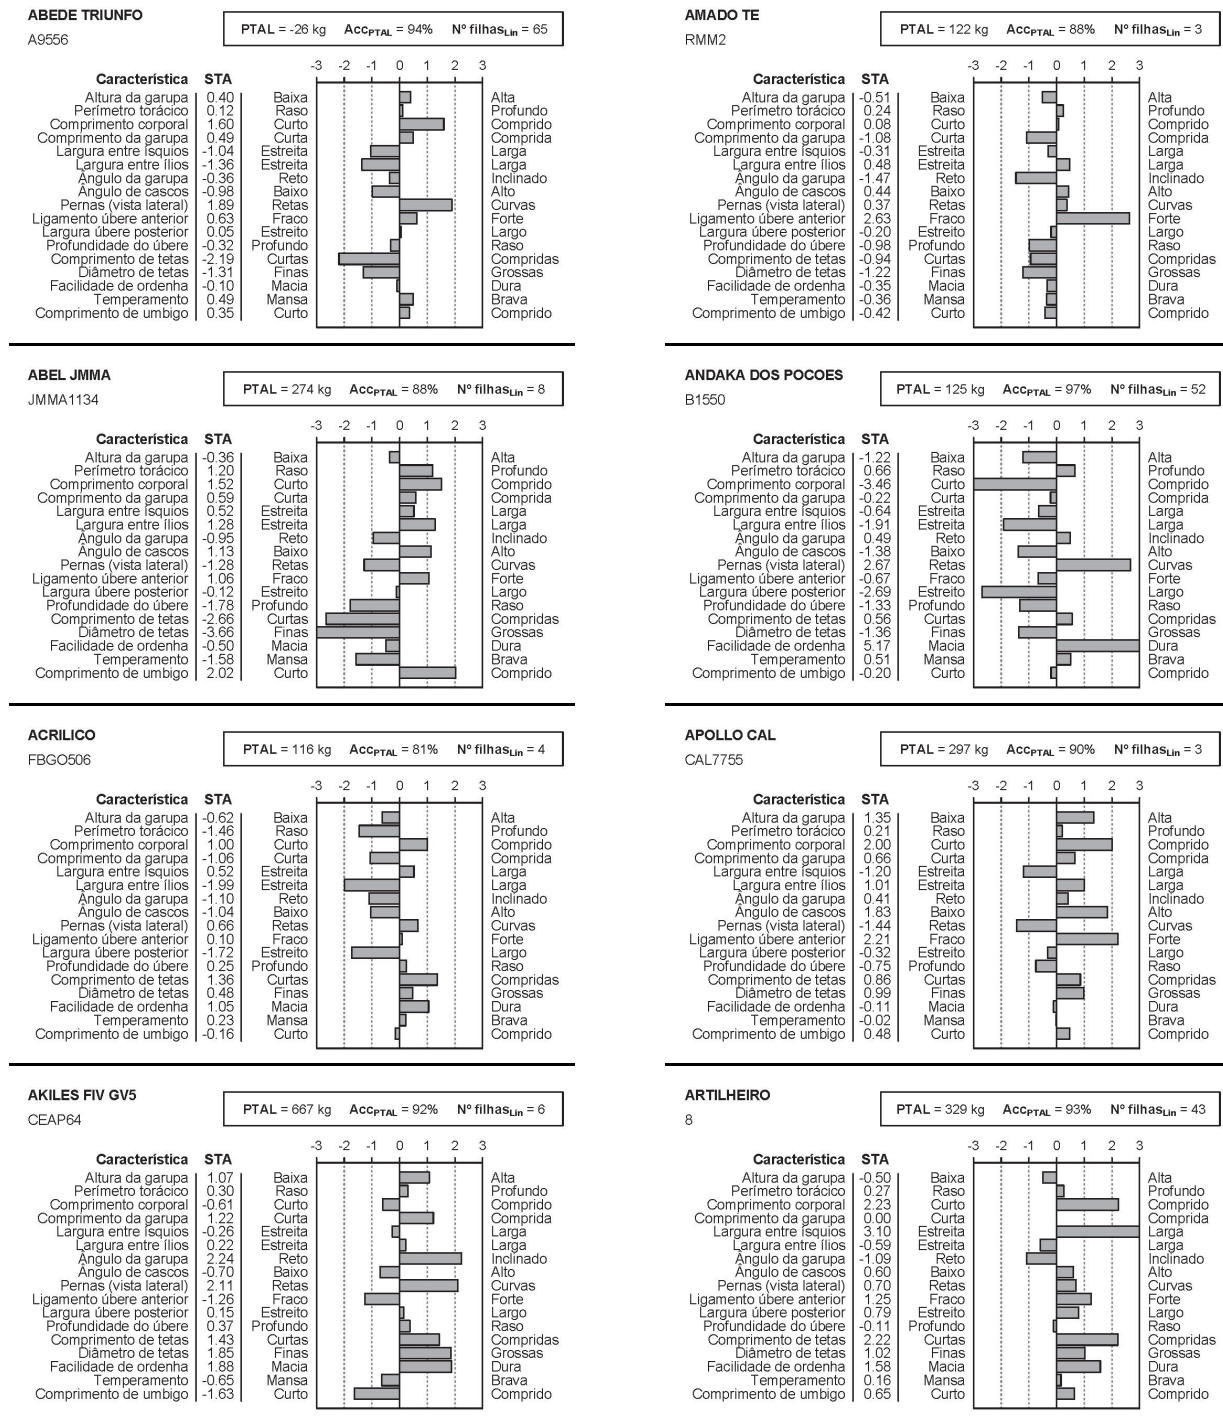 ABEDE TRIUNFO
A9556
PTAL = -26 kg AccPTAL = 94% Nº filhasLin = 65
-3 -2 -1 0 1 2 3
Característica STA
Altura da garupa 0.40 Baixa Alta
Perímetro torácico 0.12 Raso Profundo
Comprimento corporal 1.60 Curto Comprido
Comprimento da garupa 0.49 Curta Comprida
Largura entre ísquios -1.04 Estreita Larga
Largura entre ílios -1.36 Estreita Larga
Ângulo da garupa -0.36 Reto Inclinado
Ângulo de cascos -0.98 Baixo Alto
Pernas (vista lateral) 1.89 Retas Curvas
Ligamento úbere anterior 0.63 Fraco Forte
Largura úbere posterior 0.05 Estreito Largo
Profundidade do úbere -0.32 Profundo Raso
Comprimento de tetas -2.19 Curtas Compridas
Diâmetro de tetas -1.31 Finas Grossas
Facilidade de ordenha -0.10 Macia Dura
Temperamento 0.49 Mansa Brava
Comprimento de umbigo 0.35 Curto Comprido
ABEL JMMA
JMMA1134
PTAL = 274 kg AccPTAL = 88% Nº filhasLin = 8
-3 -2 -1 0 1 2 3
Característica STA
Altura da garupa -0.36 Baixa Alta
Perímetro torácico 1.20 Raso Profundo
Comprimento corporal 1.52 Curto Comprido
Comprimento da garupa 0.59 Curta Comprida
Largura entre ísquios 0.52 Estreita Larga
Largura entre ílios 1.28 Estreita Larga
Ângulo da garupa -0.95 Reto Inclinado
Ângulo de cascos 1.13 Baixo Alto
Pernas (vista lateral) -1.28 Retas Curvas
Ligamento úbere anterior 1.06 Fraco Forte
Largura úbere posterior -0.12 Estreito Largo
Profundidade do úbere -1.78 Profundo Raso
Comprimento de tetas -2.66 Curtas Compridas
Diâmetro de tetas -3.66 Finas Grossas
Facilidade de ordenha -0.50 Macia Dura
Temperamento -1.58 Mansa Brava
Comprimento de umbigo 2.02 Curto Comprido
ACRILICO
FBGO506
PTAL = 116 kg AccPTAL = 81% Nº filhasLin = 4
-3 -2 -1 0 1 2 3
Característica STA
Altura da garupa -0.62 Baixa Alta
Perímetro torácico -1.46 Raso Profundo
Comprimento corporal 1.00 Curto Comprido
Comprimento da garupa -1.06 Curta Comprida
Largura entre ísquios 0.52 Estreita Larga
Largura entre ílios -1.99 Estreita Larga
Ângulo da garupa -1.10 Reto Inclinado
Ângulo de cascos -1.04 Baixo Alto
Pernas (vista lateral) 0.66 Retas Curvas
Ligamento úbere anterior 0.10 Fraco Forte
Largura úbere posterior -1.72 Estreito Largo
Profundidade do úbere 0.25 Profundo Raso
Comprimento de tetas 1.36 Curtas Compridas
Diâmetro de tetas 0.48 Finas Grossas
Facilidade de ordenha 1.05 Macia Dura
Temperamento 0.23 Mansa Brava
Comprimento de umbigo -0.16 Curto Comprido
AKILES FIV GV5
CEAP64
PTAL = 667 kg AccPTAL = 92% Nº filhasLin = 6
-3 -2 -1 0 1 2 3
Característica STA
Altura da garupa 1.07 Baixa Alta
Perímetro torácico 0.30 Raso Profundo
Comprimento corporal -0.61 Curto Comprido
Comprimento da garupa 1.22 Curta Comprida
Largura entre ísquios -0.26 Estreita Larga
Largura entre ílios 0.22 Estreita Larga
Ângulo da garupa 2.24 Reto Inclinado
Ângulo de cascos -0.70 Baixo Alto
Pernas (vista lateral) 2.11 Retas Curvas
Ligamento úbere anterior -1.26 Fraco Forte
Largura úbere posterior 0.15 Estreito Largo
Profundidade do úbere 0.37 Profundo Raso
Comprimento de tetas 1.43 Curtas Compridas
Diâmetro de tetas 1.85 Finas Grossas
Facilidade de ordenha 1.88 Macia Dura
Temperamento -0.65 Mansa Brava
Comprimento de umbigo -1.63 Curto Comprido
AMADO TE
RMM2
PTAL = 122 kg AccPTAL = 88% Nº filhasLin = 3
-3 -2 -1 0 1 2 3
Característica STA
Altura da garupa -0.51 Baixa Alta
Perímetro torácico 0.24 Raso Profundo
Comprimento corporal 0.08 Curto Comprido
Comprimento da garupa -1.08 Curta Comprida
Largura entre ísquios -0.31 Estreita Larga
Largura entre ílios 0.48 Estreita Larga
Ângulo da garupa -1.47 Reto Inclinado
Ângulo de cascos 0.44 Baixo Alto
Pernas (vista lateral) 0.37 Retas Curvas
Ligamento úbere anterior 2.63 Fraco Forte
Largura úbere posterior -0.20 Estreito Largo
Profundidade do úbere -0.98 Profundo Raso
Comprimento de tetas -0.94 Curtas Compridas
Diâmetro de tetas -1.22 Finas Grossas
Facilidade de ordenha -0.35 Macia Dura
Temperamento -0.36 Mansa Brava
Comprimento de umbigo -0.42 Curto Comprido
ANDAKA DOS POCOES
B1550
PTAL = 125 kg AccPTAL = 97% Nº filhasLin = 52
-3 -2 -1 0 1 2 3
Característica STA
Altura da garupa -1.22 Baixa Alta
Perímetro torácico 0.66 Raso Profundo
Comprimento corporal -3.46 Curto Comprido
Comprimento da garupa -0.22 Curta Comprida
Largura entre ísquios -0.64 Estreita Larga
Largura entre ílios -1.91 Estreita Larga
Ângulo da garupa 0.49 Reto Inclinado
Ângulo de cascos -1.38 Baixo Alto
Pernas (vista lateral) 2.67 Retas Curvas
Ligamento úbere anterior -0.67 Fraco Forte
Largura úbere posterior -2.69 Estreito Largo
Profundidade do úbere -1.33 Profundo Raso
Comprimento de tetas 0.56 Curtas Compridas
Diâmetro de tetas -1.36 Finas Grossas
Facilidade de ordenha 5.17 Macia Dura
Temperamento 0.51 Mansa Brava
Comprimento de umbigo -0.20 Curto Comprido
APOLLO CAL
CAL7755
PTAL = 297 kg AccPTAL = 90% Nº filhasLin = 3
-3 -2 -1 0 1 2 3
Característica STA
Altura da garupa 1.35 Baixa Alta
Perímetro torácico 0.21 Raso Profundo
Comprimento corporal 2.00 Curto Comprido
Comprimento da garupa 0.66 Curta Comprida
Largura entre ísquios -1.20 Estreita Larga
Largura entre ílios 1.01 Estreita Larga
Ângulo da garupa 0.41 Reto Inclinado
Ângulo de cascos 1.83 Baixo Alto
Pernas (vista lateral) -1.44 Retas Curvas
Ligamento úbere anterior 2.21 Fraco Forte
Largura úbere posterior -0.32 Estreito Largo
Profundidade do úbere -0.75 Profundo Raso
Comprimento de tetas 0.86 Curtas Compridas
Diâmetro de tetas 0.99 Finas Grossas
Facilidade de ordenha -0.11 Macia Dura
Temperamento -0.02 Mansa Brava
Comprimento de umbigo 0.48 Curto Comprido
ARTILHEIRO
8
PTAL = 329 kg AccPTAL = 93% Nº filhasLin = 43
-3 -2 -1 0 1 2 3
Característica STA
Altura da garupa -0.50 Baixa Alta
Perímetro torácico 0.27 Raso Profundo
Comprimento corporal 2.23 Curto Comprido
Comprimento da garupa 0.00 Curta Comprida
Largura entre ísquios 3.10 Estreita Larga
Largura entre ílios -0.59 Estreita Larga
Ângulo da garupa -1.09 Reto Inclinado
Ângulo de cascos 0.60 Baixo Alto
Pernas (vista lateral) 0.70 Retas Curvas
Ligamento úbere anterior 1.25 Fraco Forte
Largura úbere posterior 0.79 Estreito Largo
Profundidade do úbere -0.11 Profundo Raso
Comprimento de tetas 2.22 Curtas Compridas
Diâmetro de tetas 1.02 Finas Grossas
Facilidade de ordenha 1.58 Macia Dura
Temperamento 0.16 Mansa Brava
Comprimento de umbigo 0.65 Curto Comprido